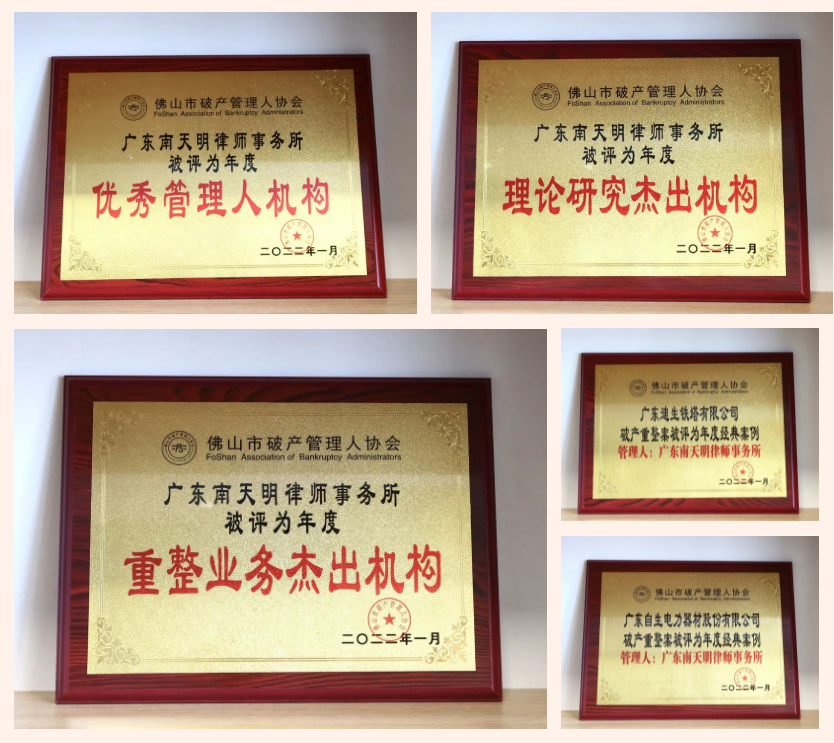 佛山市破产管理人协会
FoShan Association of Bankruptcy Administrators
广东南天明律师事务所
被评为年度
优秀管理人机构
二〇二二年一月
佛山市破产管理人协会
FoShan Association of Bankruptcy Administrators
广东南天明律师事务所
被评为年度
理论研究杰出机构
二〇二二年一月
佛山市破产管理人协会
FoShan Association of Bankruptcy Administrators
广东南天明律师事务所
被评为年度
重整业务杰出机构
二〇二二年一月
佛山市破产管理人协会
FoShan Association of Bankruptcy Administrators
广东迪生铁塔有限公司
破产重整案被评为年度经典案例
管理人：广东南天明律师事务所
二〇二二年一月
佛山市破产管理人协会
FoShan Association of Bankruptcy Administrators
广东自生电力器材股份有限公司
破产重整案被评为年度经典案例
管理人：广东南天明律师事务所
二〇二二年一月